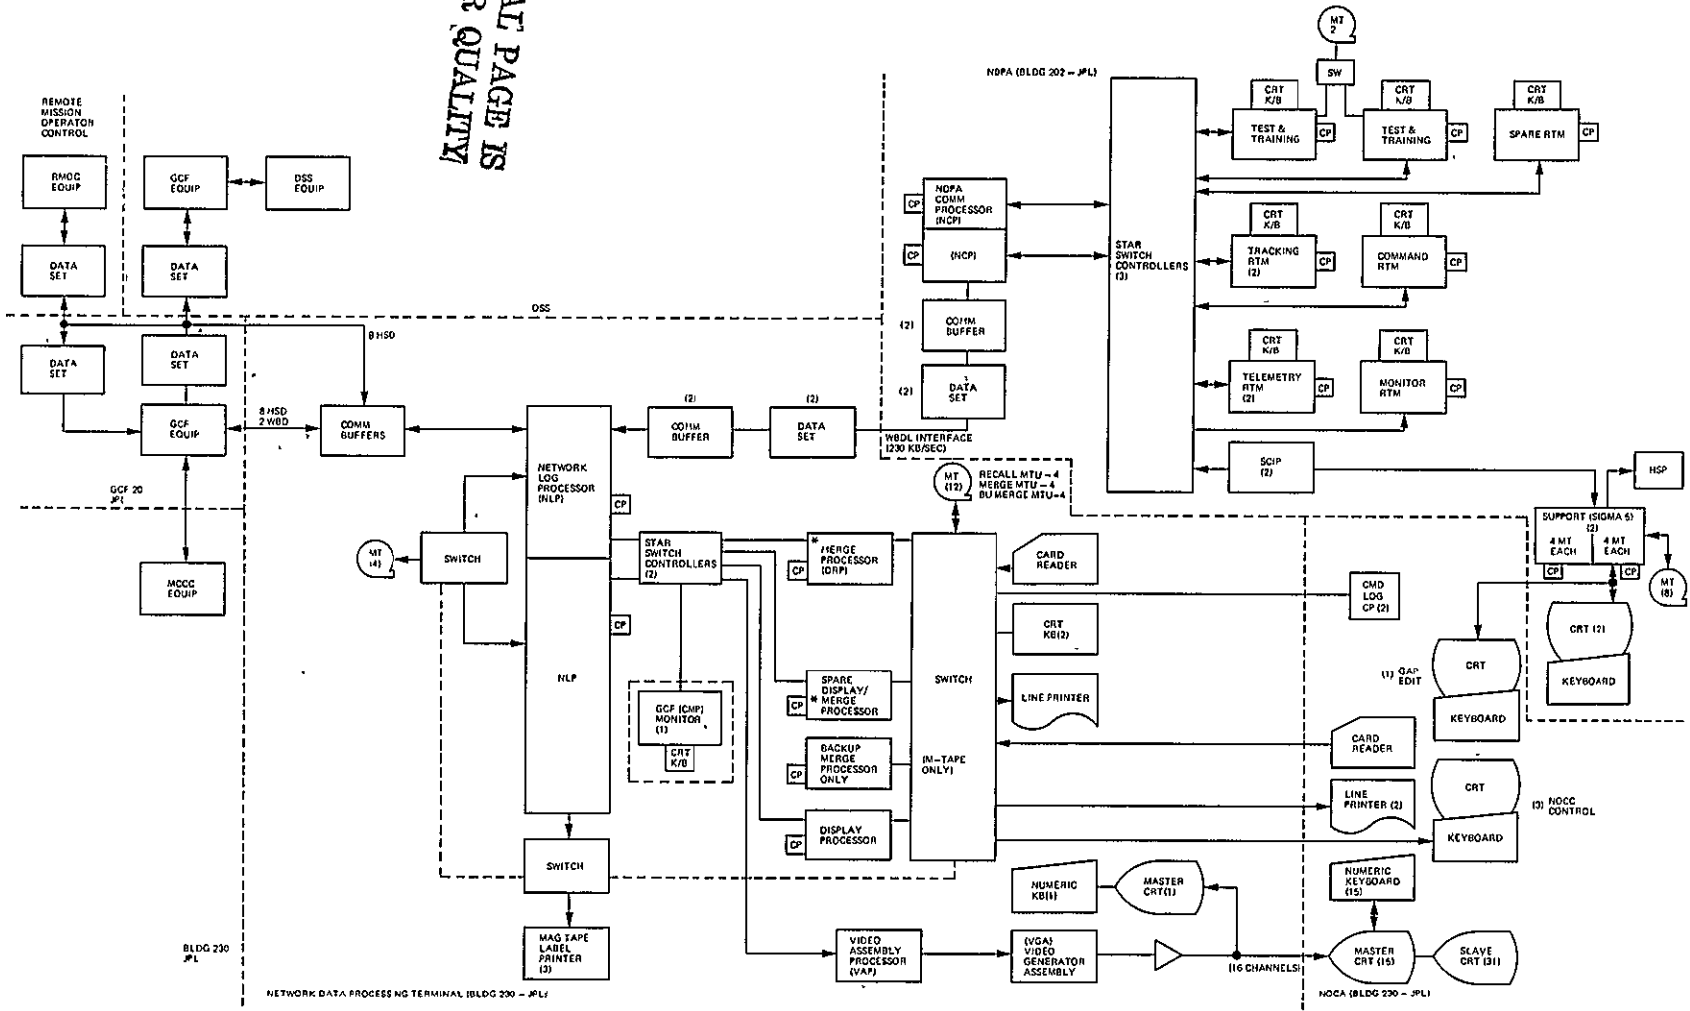 AL PAGE IS
R QUALITY
REMOTE
MISSION
OPERATOR
CONTROL
RMOC
EQUIP
GCF
EQUIP
DSS
EQUIP
DATA
SET
DATA
SET
DSS
8 HSD
DATA
SET
DATA
SET
8 HSD
2 WBD
GCF
EQUIP
COMM
BUFFERS
GCF 20
JPL
MCCC
EQUIP
BLDG 230
JPL
MT
(4)
SWITCH
NETWORK
LOG
PROCESSOR
(NLP)
CP
NLP
CP
SWITCH
MAG TAPE
LABEL
PRINTER
(3)
NETWORK DATA PROCESSING TERMINAL (BLDG 230 – JPL)
(2)
COMM
BUFFER
(2)
DATA
SET
WBDL INTERFACE
(230 KB/SEC)
STAR
SWITCH
CONTROLLERS
(2)
GCF (CMP)
MONITOR
(1)
CRT
K/B
* MERGE
PROCESSOR
(DRP)
CP
SPARE
DISPLAY/
* MERGE
PROCESSOR
CP
BACKUP
MERGE
PROCESSOR
ONLY
CP
DISPLAY
PROCESSOR
CP
MT
(12)
RECALL MTU – 4
MERGE MTU – 4
BU MERGE MTU – 4
SWITCH
(M-TAPE
ONLY)
CARD
READER
CRT
KB(2)
LINE PRINTER
CMD
LOG
CP (2)
CARD
READER
LINE
PRINTER (2)
NUMERIC
KB(1)
MASTER
CRT(1)
VIDEO
ASSEMBLY
PROCESSOR
(VAP)
(VGA)
VIDEO
GENERATOR
ASSEMBLY
(16 CHANNELS)
NUMERIC
KEYBOARD
(15)
MASTER
CRT (15)
SLAVE
CRT (31)
NOCA (BLDG 230 – JPL)
NDPA (BLDG 202 – JPL)
NDPA
COMM
PROCESSOR
(NCP)
CP
(NCP)
CP
(2)
COMM
BUFFER
(2)
DATA
SET
STAR
SWITCH
CONTROLLERS
(3)
MT
2
SW
CRT
K/B
TEST &
TRAINING
CP
CRT
K/B
TEST &
TRAINING
CP
CRT
K/B
SPARE RTM
CP
CRT
K/B
TRACKING
RTM
(2)
CP
CRT
K/B
COMMAND
RTM
CP
CRT
K/B
TELEMETRY
RTM
(2)
CP
CRT
K/B
MONITOR
RTM
CP
SCIP
(2)
HSP
SUPPORT (SIGMA 5)
(2)
4 MT
EACH
4 MT
EACH
CP
CP
MT
(8)
CRT (2)
KEYBOARD
(1) GAP
EDIT
CRT
KEYBOARD
CRT
KEYBOARD
(3) NOCC
CONTROL